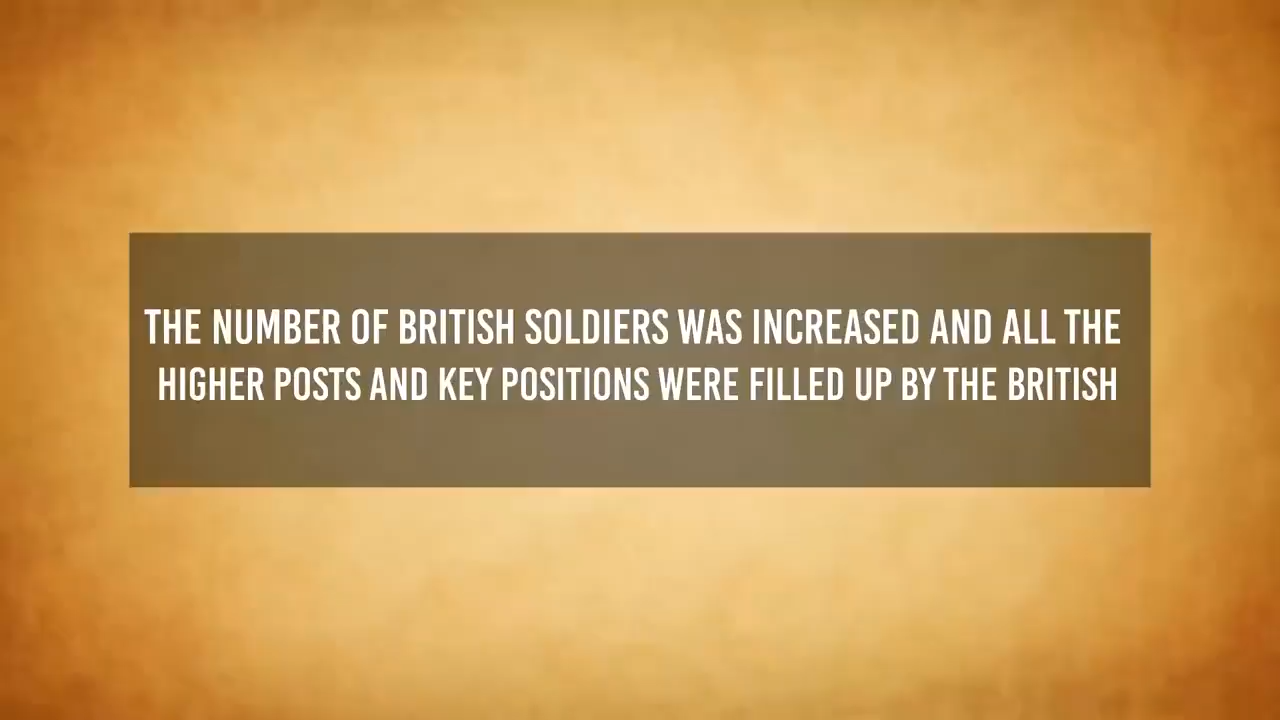 THE NUMBER OF BRITISH SOLDIERS WAS INCREASED AND ALL THE
HIGHER POSTS AND KEY POSITIONS WERE FILLED UP BY THE BRITISH